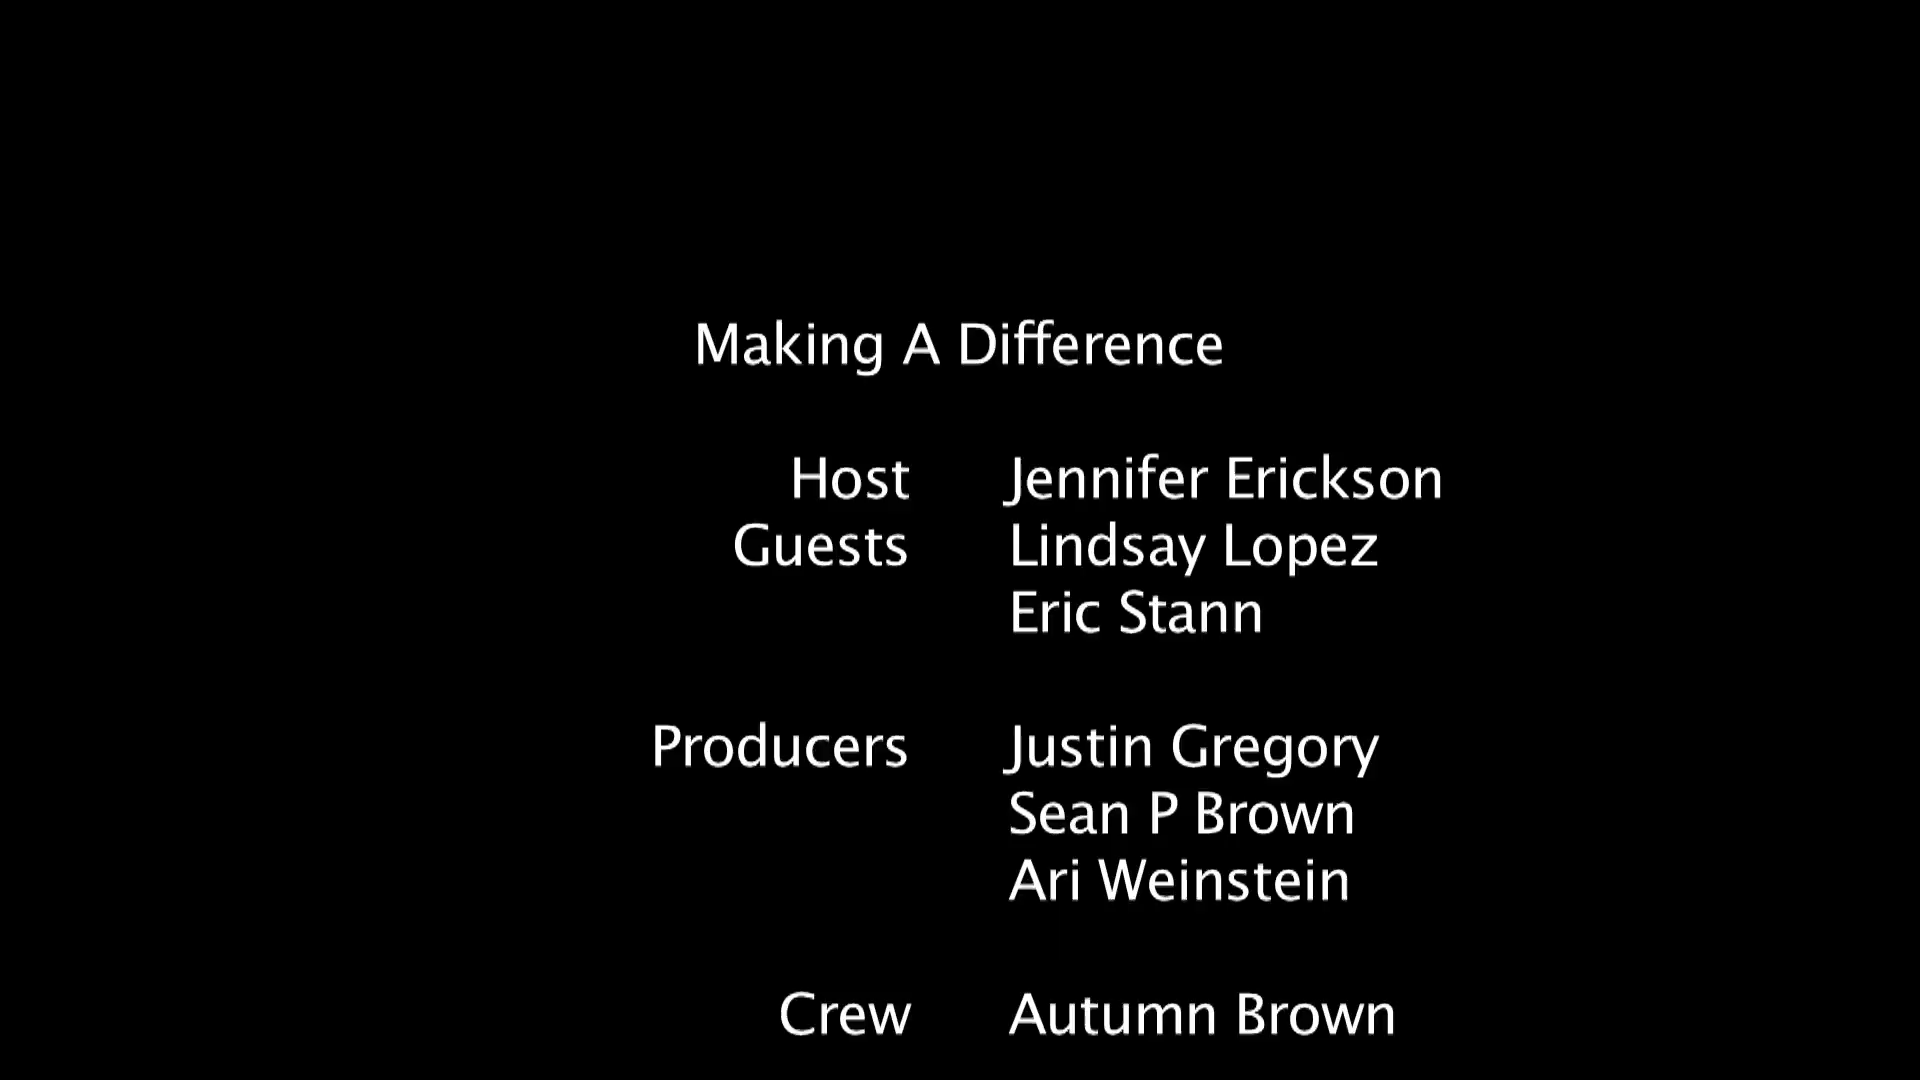 Making A Difference
Host Jennifer Erickson
Guests Lindsay Lopez
Eric Stann
Producers Justin Gregory
Sean P Brown
Ari Weinstein
Crew Autumn Brown